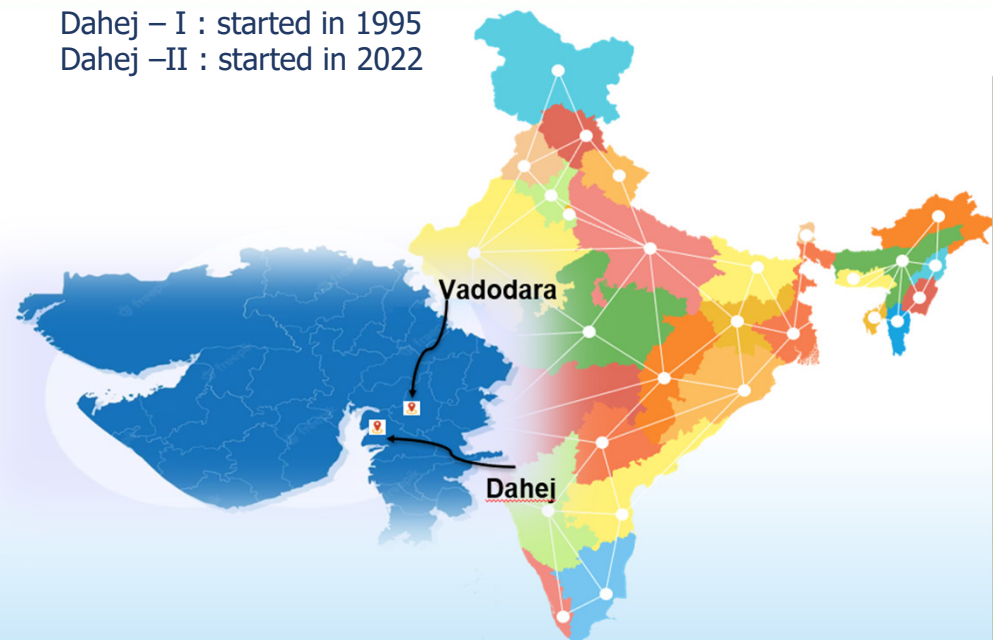 Dahej – I : started in 1995
Dahej –II : started in 2022
Vadodara
Dahej